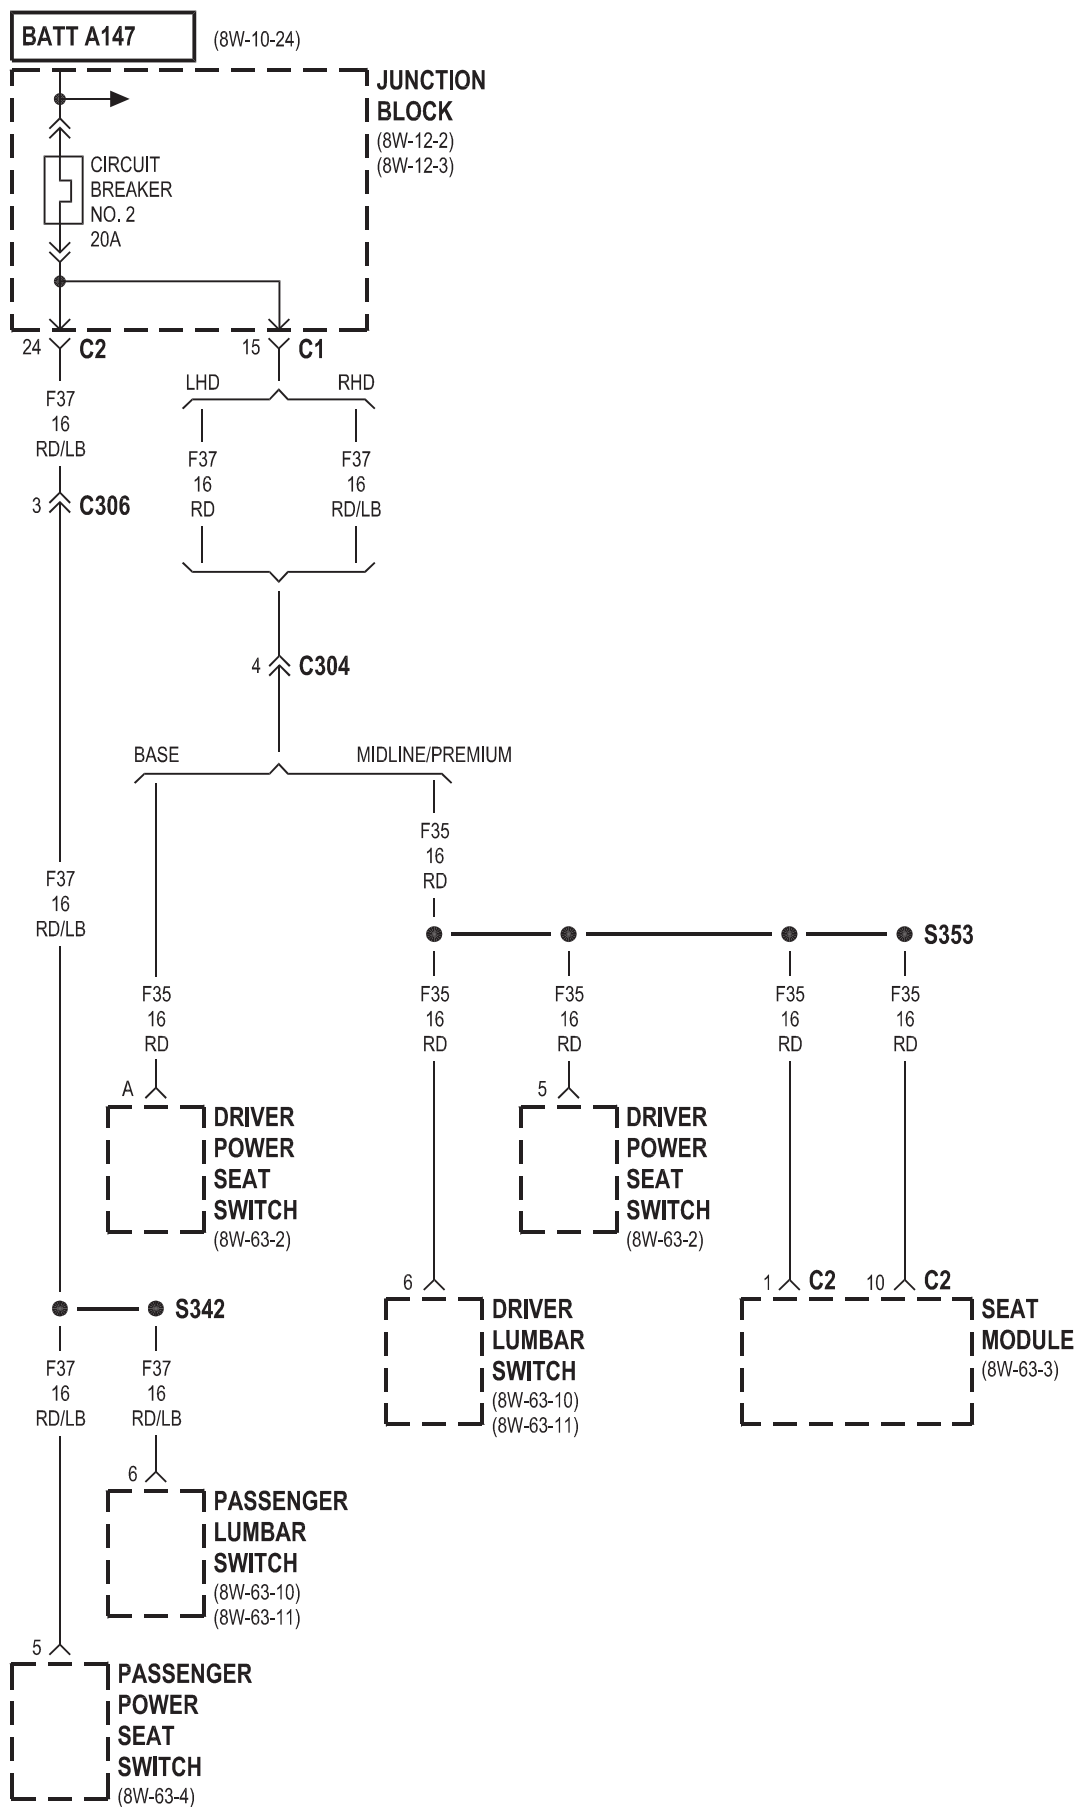 BATT A147
(8W-10-24)
JUNCTION
BLOCK
(8W-12-2)
(8W-12-3)
CIRCUIT
BREAKER
NO. 2
20A
24
C2
15
C1
F37
16
RD/LB
LHD
RHD
F37
16
RD
F37
16
RD/LB
3
C306
4
C304
BASE
MIDLINE/PREMIUM
F35
16
RD
F37
16
RD/LB
S353
F35
16
RD
F35
16
RD
F35
16
RD
F35
16
RD
F35
16
RD
A
DRIVER
POWER
SEAT
SWITCH
(8W-63-2)
5
DRIVER
POWER
SEAT
SWITCH
(8W-63-2)
6
DRIVER
LUMBAR
SWITCH
(8W-63-10)
(8W-63-11)
1
C2
10
C2
SEAT
MODULE
(8W-63-3)
S342
F37
16
RD/LB
F37
16
RD/LB
6
PASSENGER
LUMBAR
SWITCH
(8W-63-10)
(8W-63-11)
5
PASSENGER
POWER
SEAT
SWITCH
(8W-63-4)